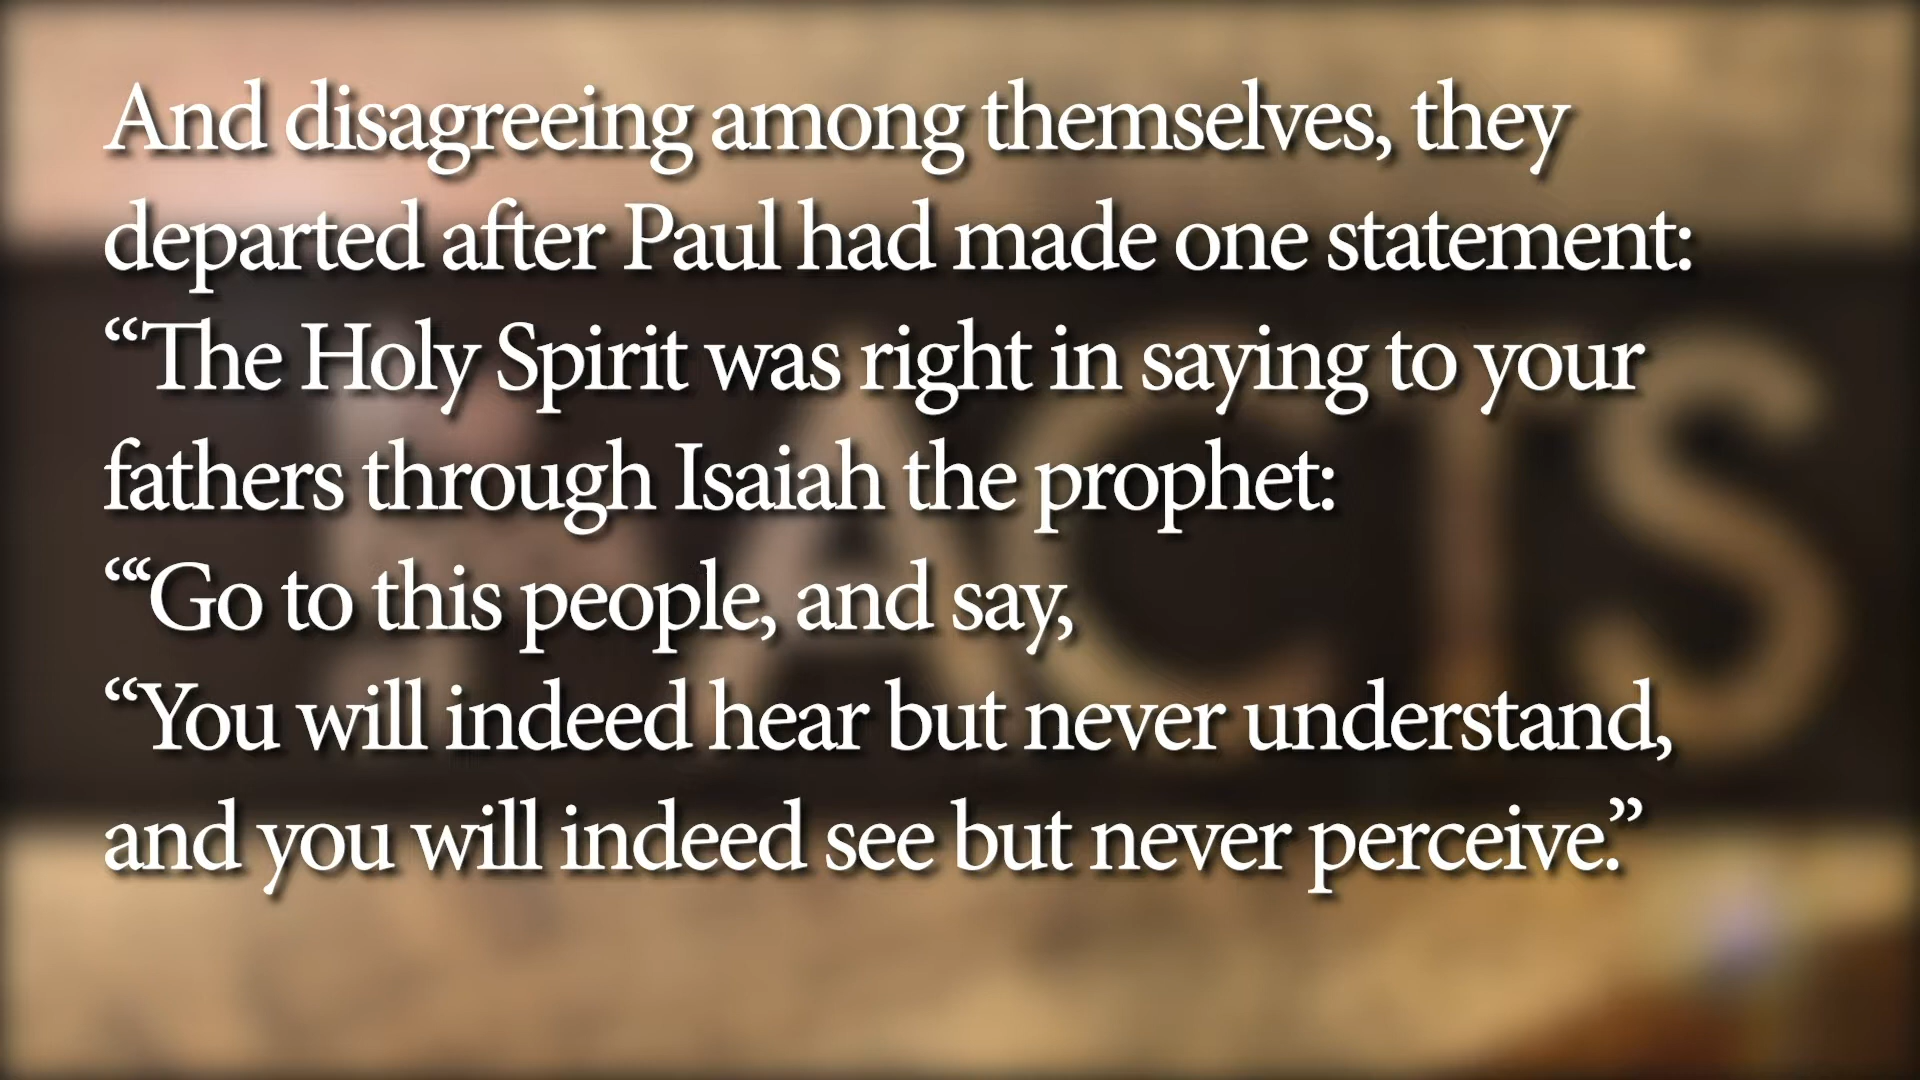 And disagreeing among themselves, they
departed after Paul had made one statement:
“The Holy Spirit was right in saying to your
fathers through Isaiah the prophet:
“‘Go to this people, and say,
“You will indeed hear but never understand,
and you will indeed see but never perceive.”
ACTS